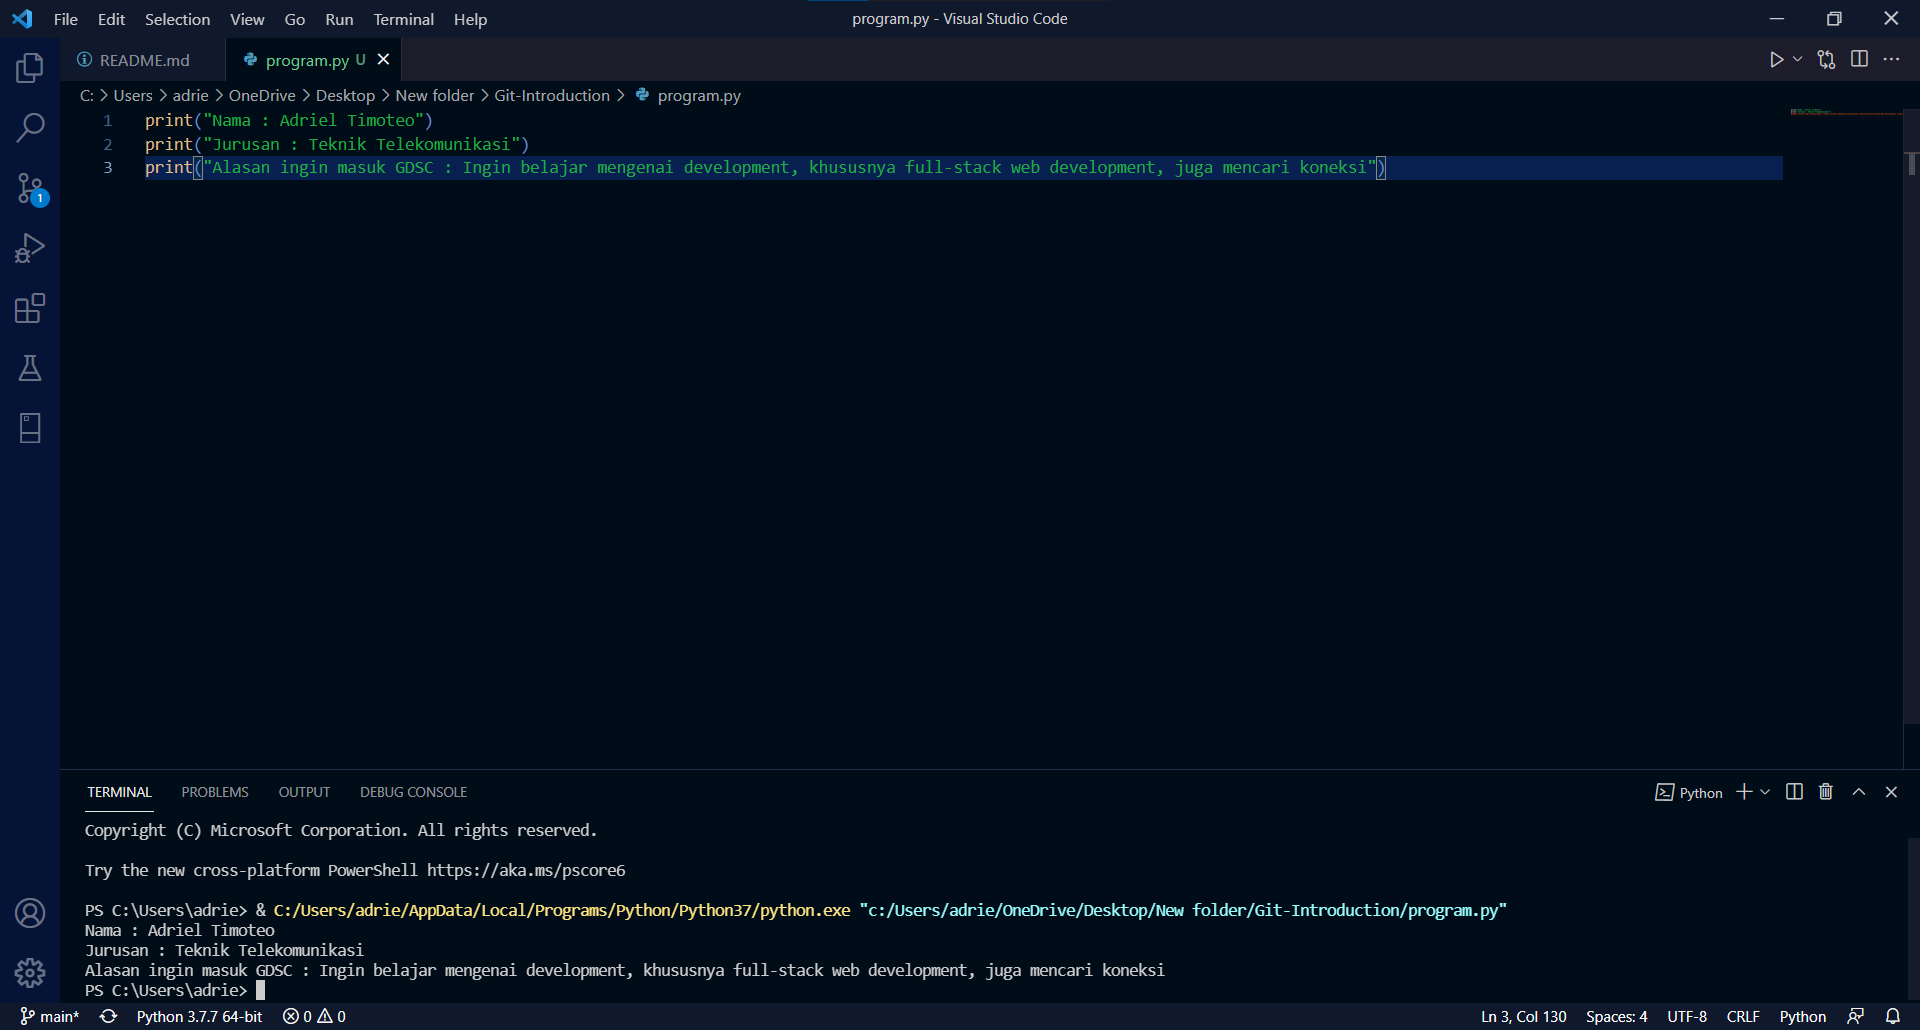 File Edit Selection View Go Run Terminal Help program.py - Visual Studio Code
README.md program.py U
C: > Users > adrie > OneDrive > Desktop > New folder > Git-Introduction > program.py
1 print("Nama : Adriel Timoteo")
2 print("Jurusan : Teknik Telekomunikasi")
3 print("Alasan ingin masuk GDSC : Ingin belajar mengenai development, khususnya full-stack web development, juga mencari koneksi")
1
TERMINAL PROBLEMS OUTPUT DEBUG CONSOLE Python
Copyright (C) Microsoft Corporation. All rights reserved.
Try the new cross-platform PowerShell https://aka.ms/pscore6
PS C:\Users\adrie> & C:/Users/adrie/AppData/Local/Programs/Python/Python37/python.exe "c:/Users/adrie/OneDrive/Desktop/New folder/Git-Introduction/program.py"
Nama : Adriel Timoteo
Jurusan : Teknik Telekomunikasi
Alasan ingin masuk GDSC : Ingin belajar mengenai development, khususnya full-stack web development, juga mencari koneksi
PS C:\Users\adrie>
main* Python 3.7.7 64-bit 0 0 Ln 3, Col 130 Spaces: 4 UTF-8 CRLF Python